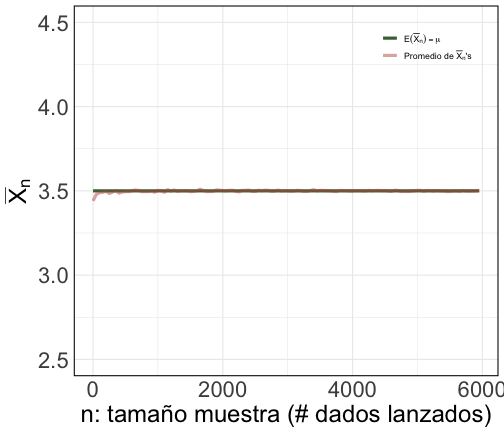 E(X̅ₙ) = μ
Promedio de X̅ₙ's
4.5
4.0
3.5
3.0
2.5
X̅ₙ
0 2000 4000 6000
n: tamaño muestra (# dados lanzados)